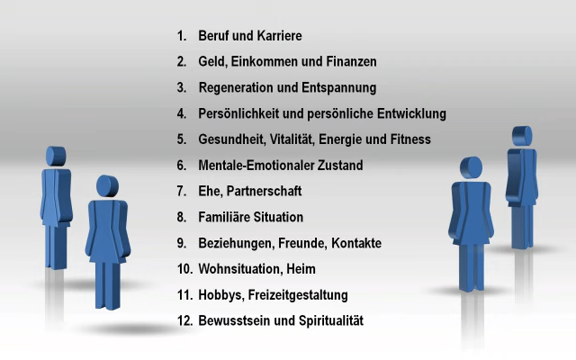 1. Beruf und Karriere
2. Geld, Einkommen und Finanzen
3. Regeneration und Entspannung
4. Persönlichkeit und persönliche Entwicklung
5. Gesundheit, Vitalität, Energie und Fitness
6. Mentale-Emotionaler Zustand
7. Ehe, Partnerschaft
8. Familiäre Situation
9. Beziehungen, Freunde, Kontakte
10. Wohnsituation, Heim
11. Hobbys, Freizeitgestaltung
12. Bewusstsein und Spiritualität